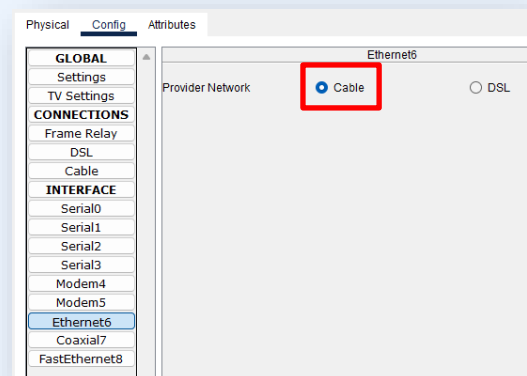 Physical Config Attributes
GLOBAL
Settings
TV Settings
CONNECTIONS
Frame Relay
DSL
Cable
INTERFACE
Serial0
Serial1
Serial2
Serial3
Modem4
Modem5
Ethernet6
Coaxial7
FastEthernet8
Ethernet6
Provider Network Cable DSL